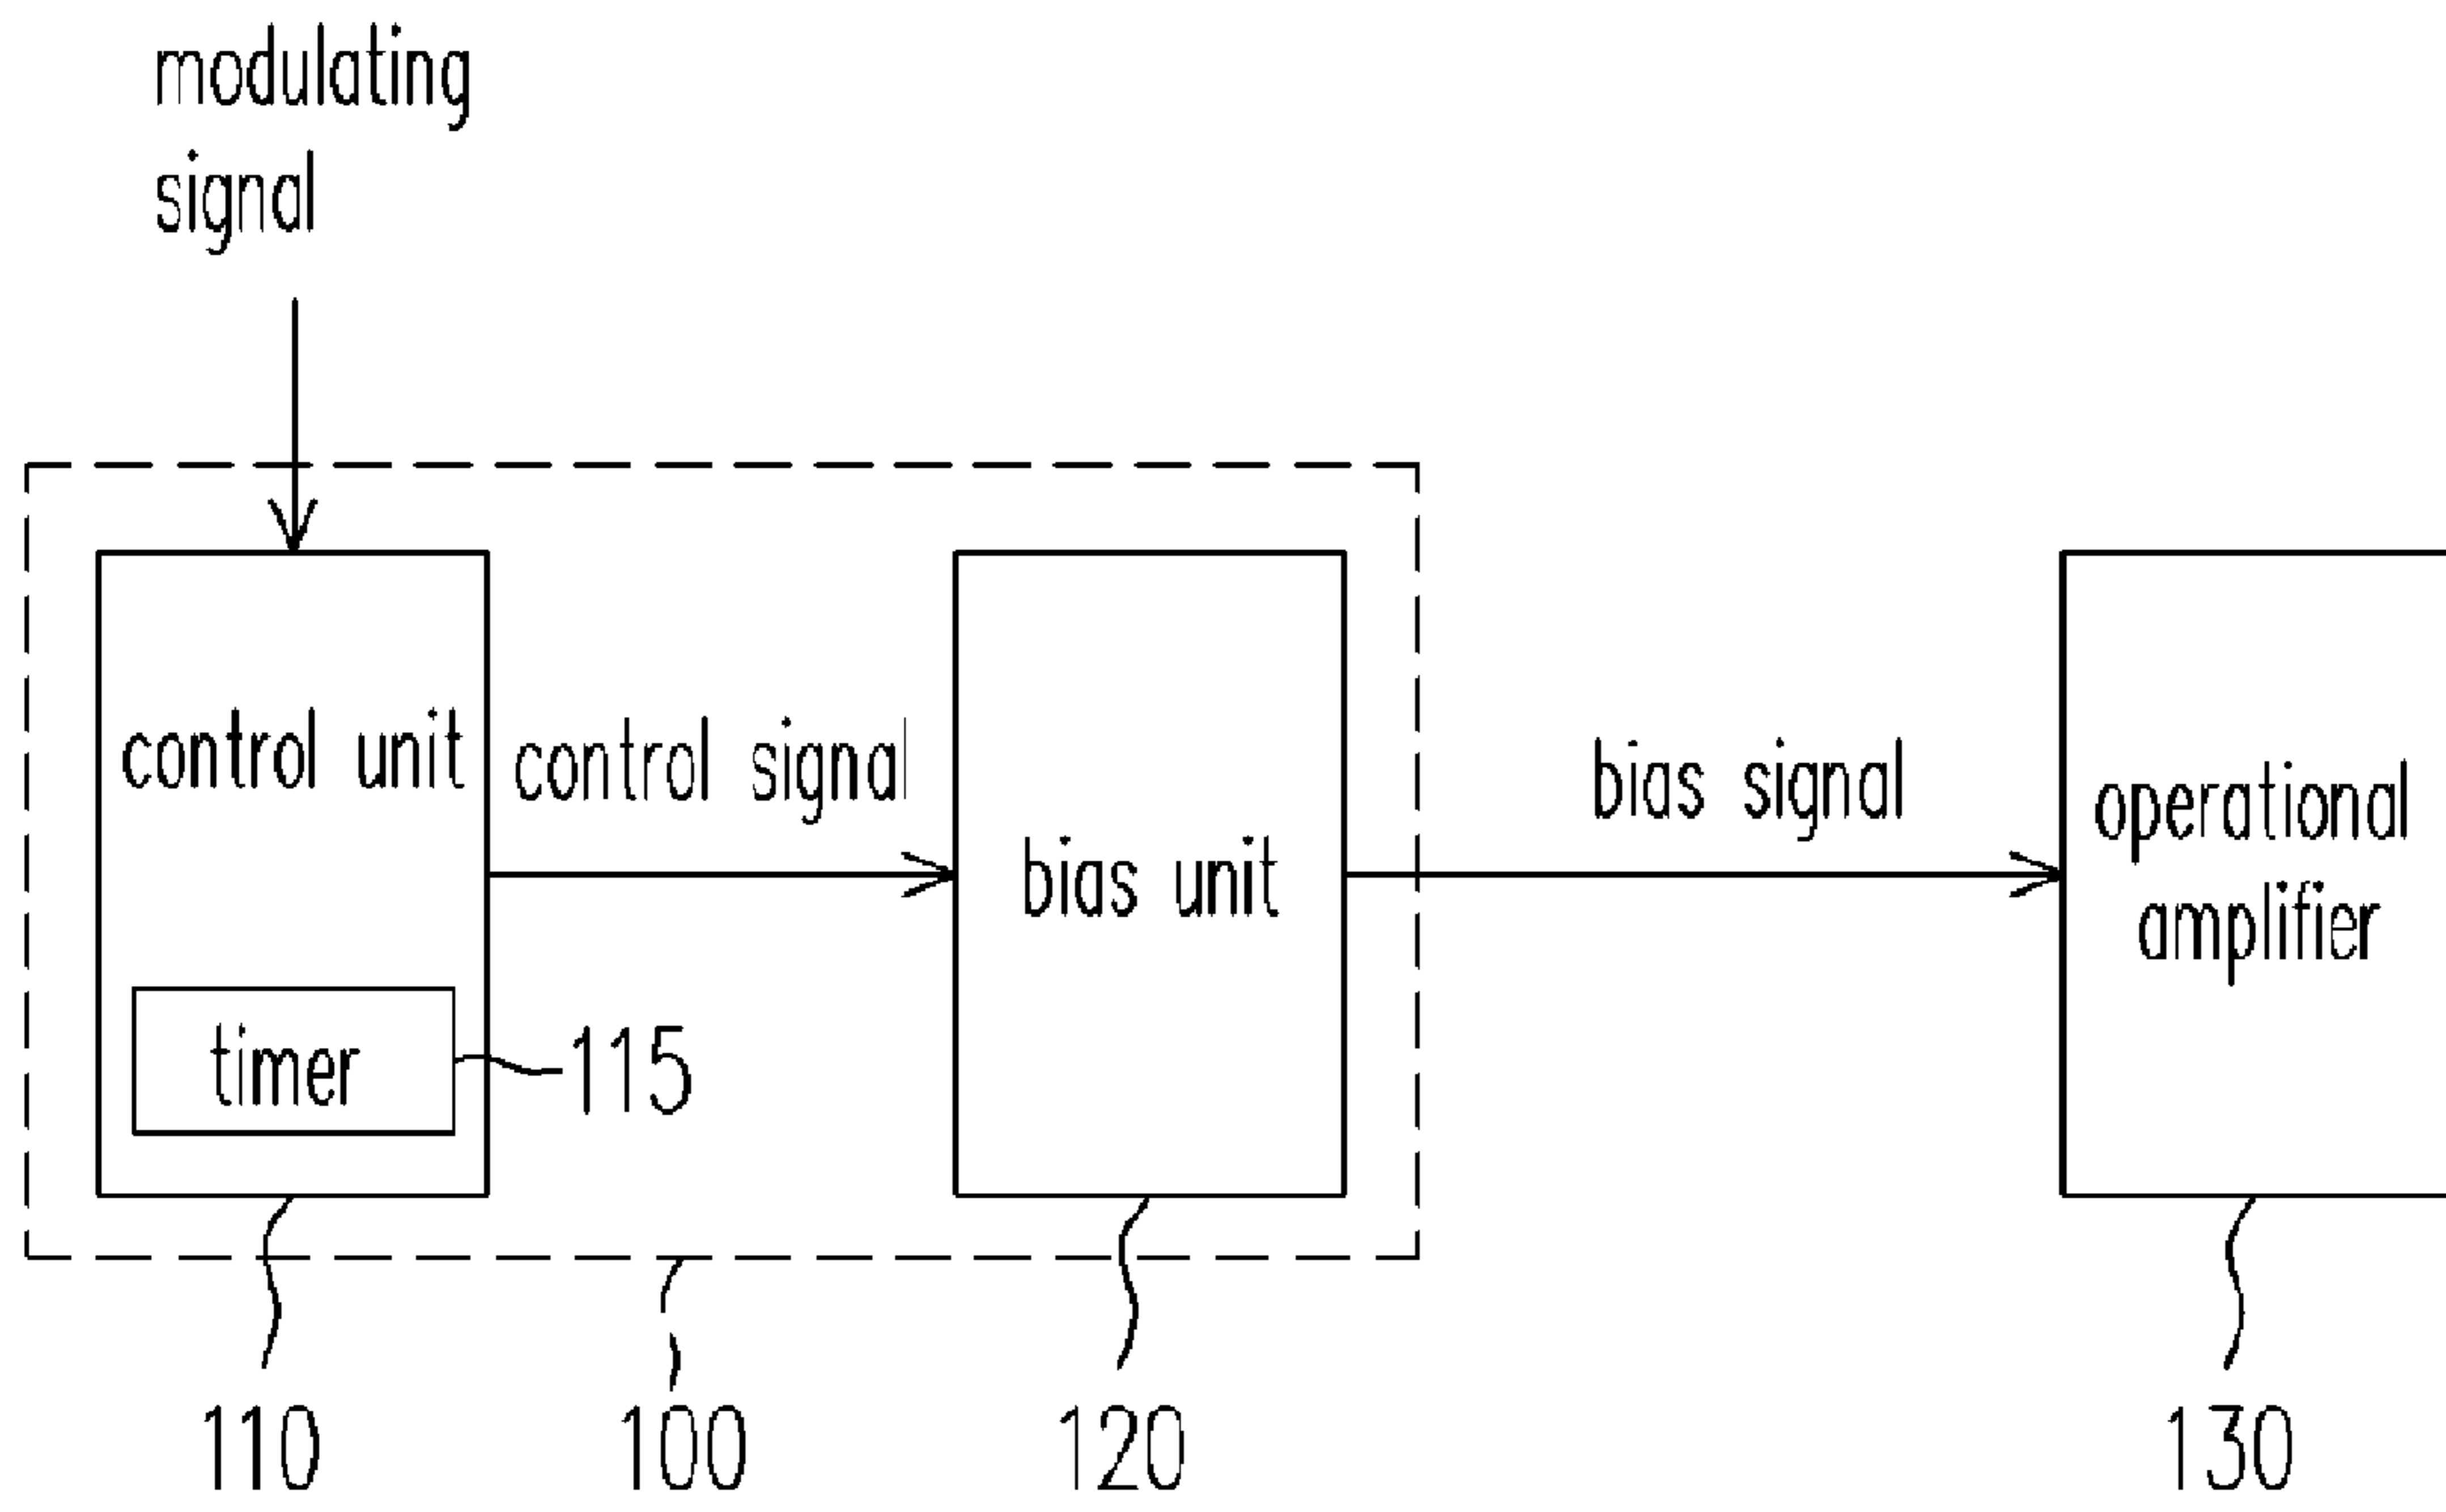 modulating
signal
control unit
control signal
bias unit
bias signal
operational
amplifier
timer
115
110
100
120
130